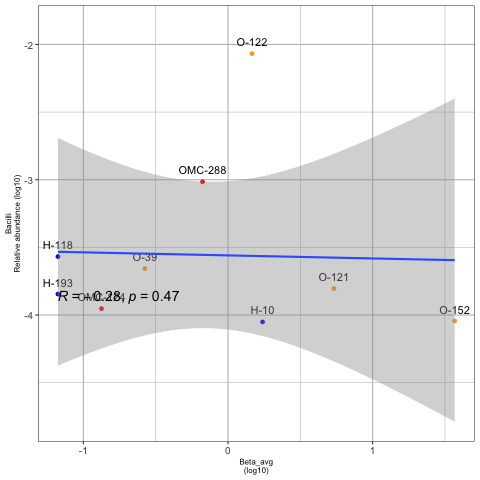 O-122
-2
OMC-288
-3
H-118
O-39
H-193
O-121
R = -0.28, p = 0.47
H-10
O-152
-4
Bacilli
Relative abundance (log10)
-1
0
1
Beta_avg
(log10)